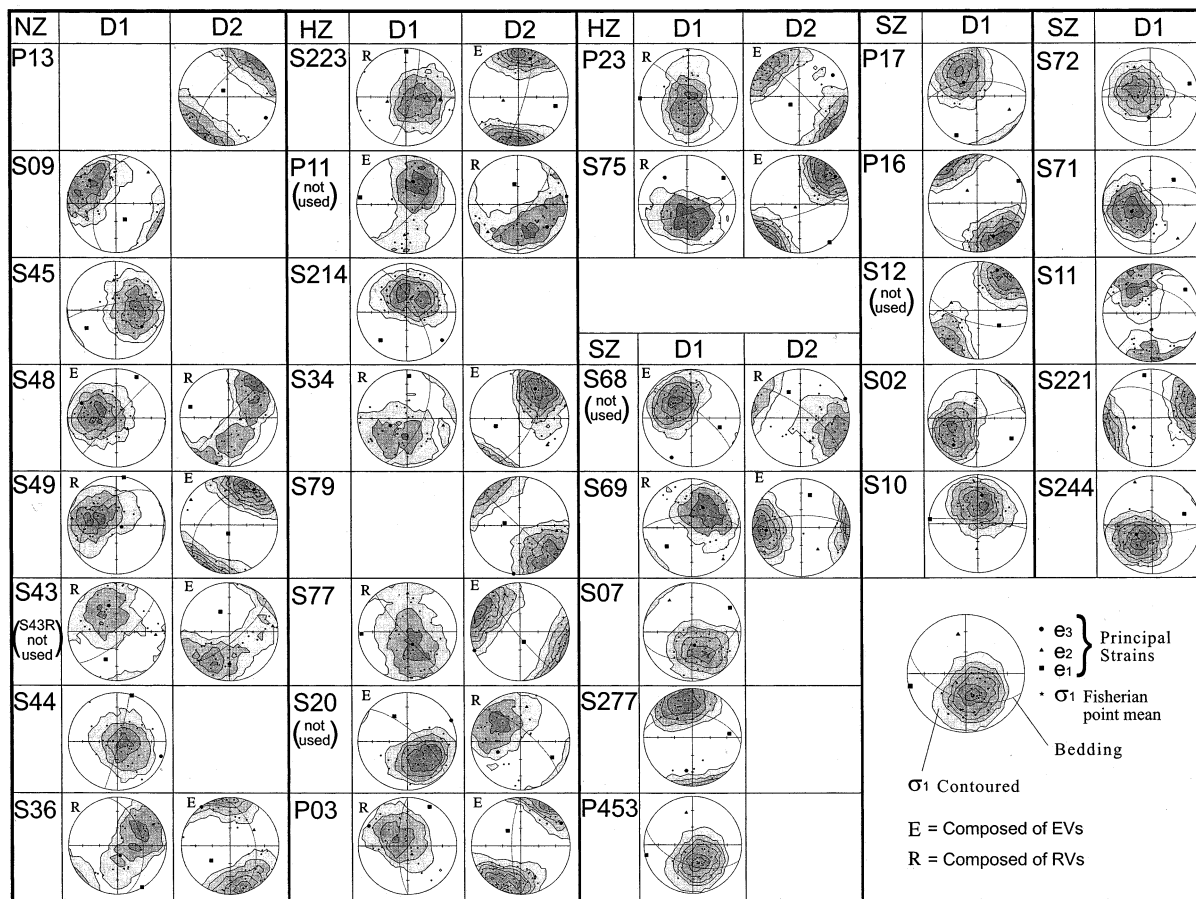 NZ D1 D2 HZ D1 D2 HZ D1 D2 SZ D1 SZ D1
P13 S223 R E P23 R E P17 S72
S09 P11 (not used) E R S75 R E P16 S71
S45 S214 S12 (not used) S11
SZ D1 D2
S48 E R S34 R E S68 (not used) E R S02 S221
S49 R E S79 S69 R E S10 S244
S43 (S43R not used) R E S77 R E S07
S44 S20 (not used) E R S277
S36 R E P03 R E P453
• e3
▲ e2
■ e1
} Principal Strains
* σ1 Fisherian point mean
Bedding
σ1 Contoured
E = Composed of EVs
R = Composed of RVs